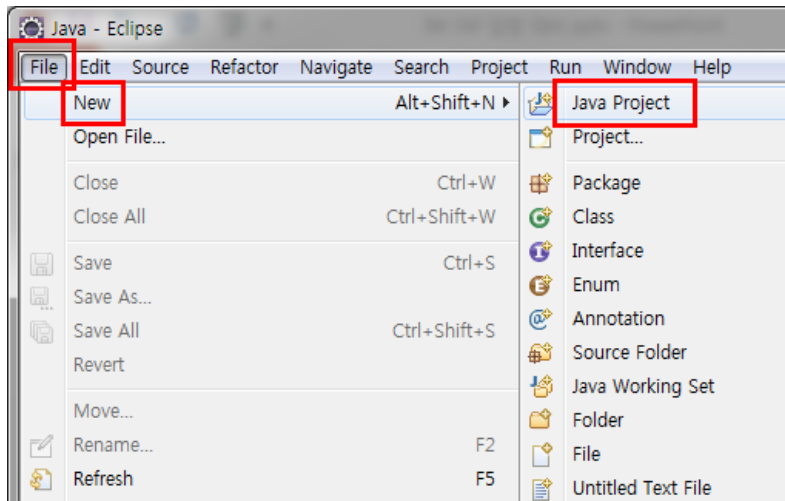 Java - Eclipse
File Edit Source Refactor Navigate Search Project Run Window Help
New Alt+Shift+N
Open File...
Close Ctrl+W
Close All Ctrl+Shift+W
Save Ctrl+S
Save As...
Save All Ctrl+Shift+S
Revert
Move...
Rename... F2
Refresh F5
Java Project
Project...
Package
Class
Interface
Enum
Annotation
Source Folder
Java Working Set
Folder
File
Untitled Text File